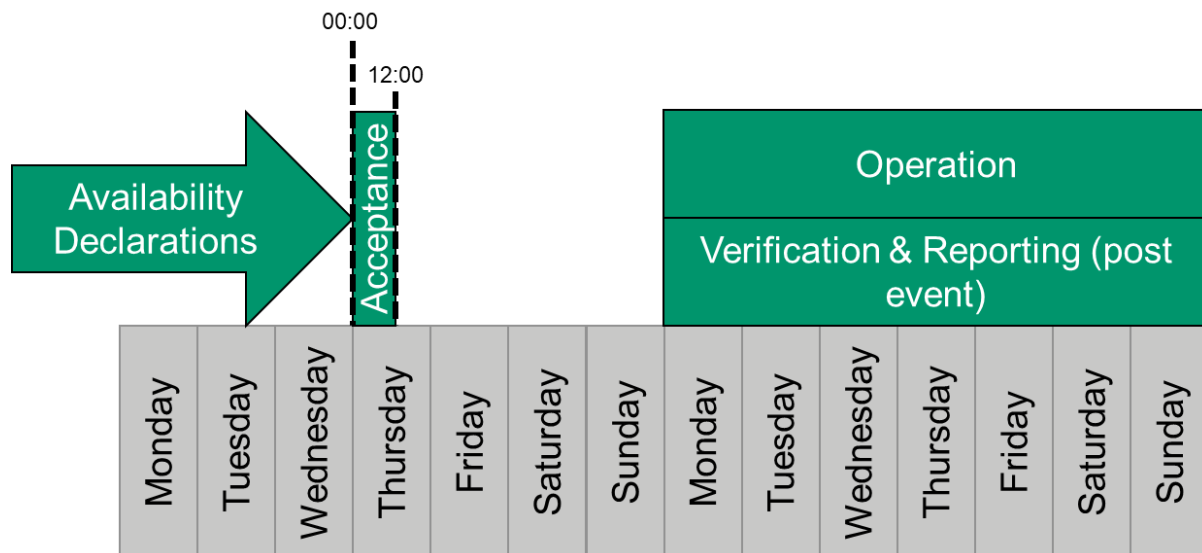 00:00
12:00
Availability
Declarations
Acceptance
Operation
Verification & Reporting (post
event)
Monday
Tuesday
Wednesday
Thursday
Friday
Saturday
Sunday
Monday
Tuesday
Wednesday
Thursday
Friday
Saturday
Sunday